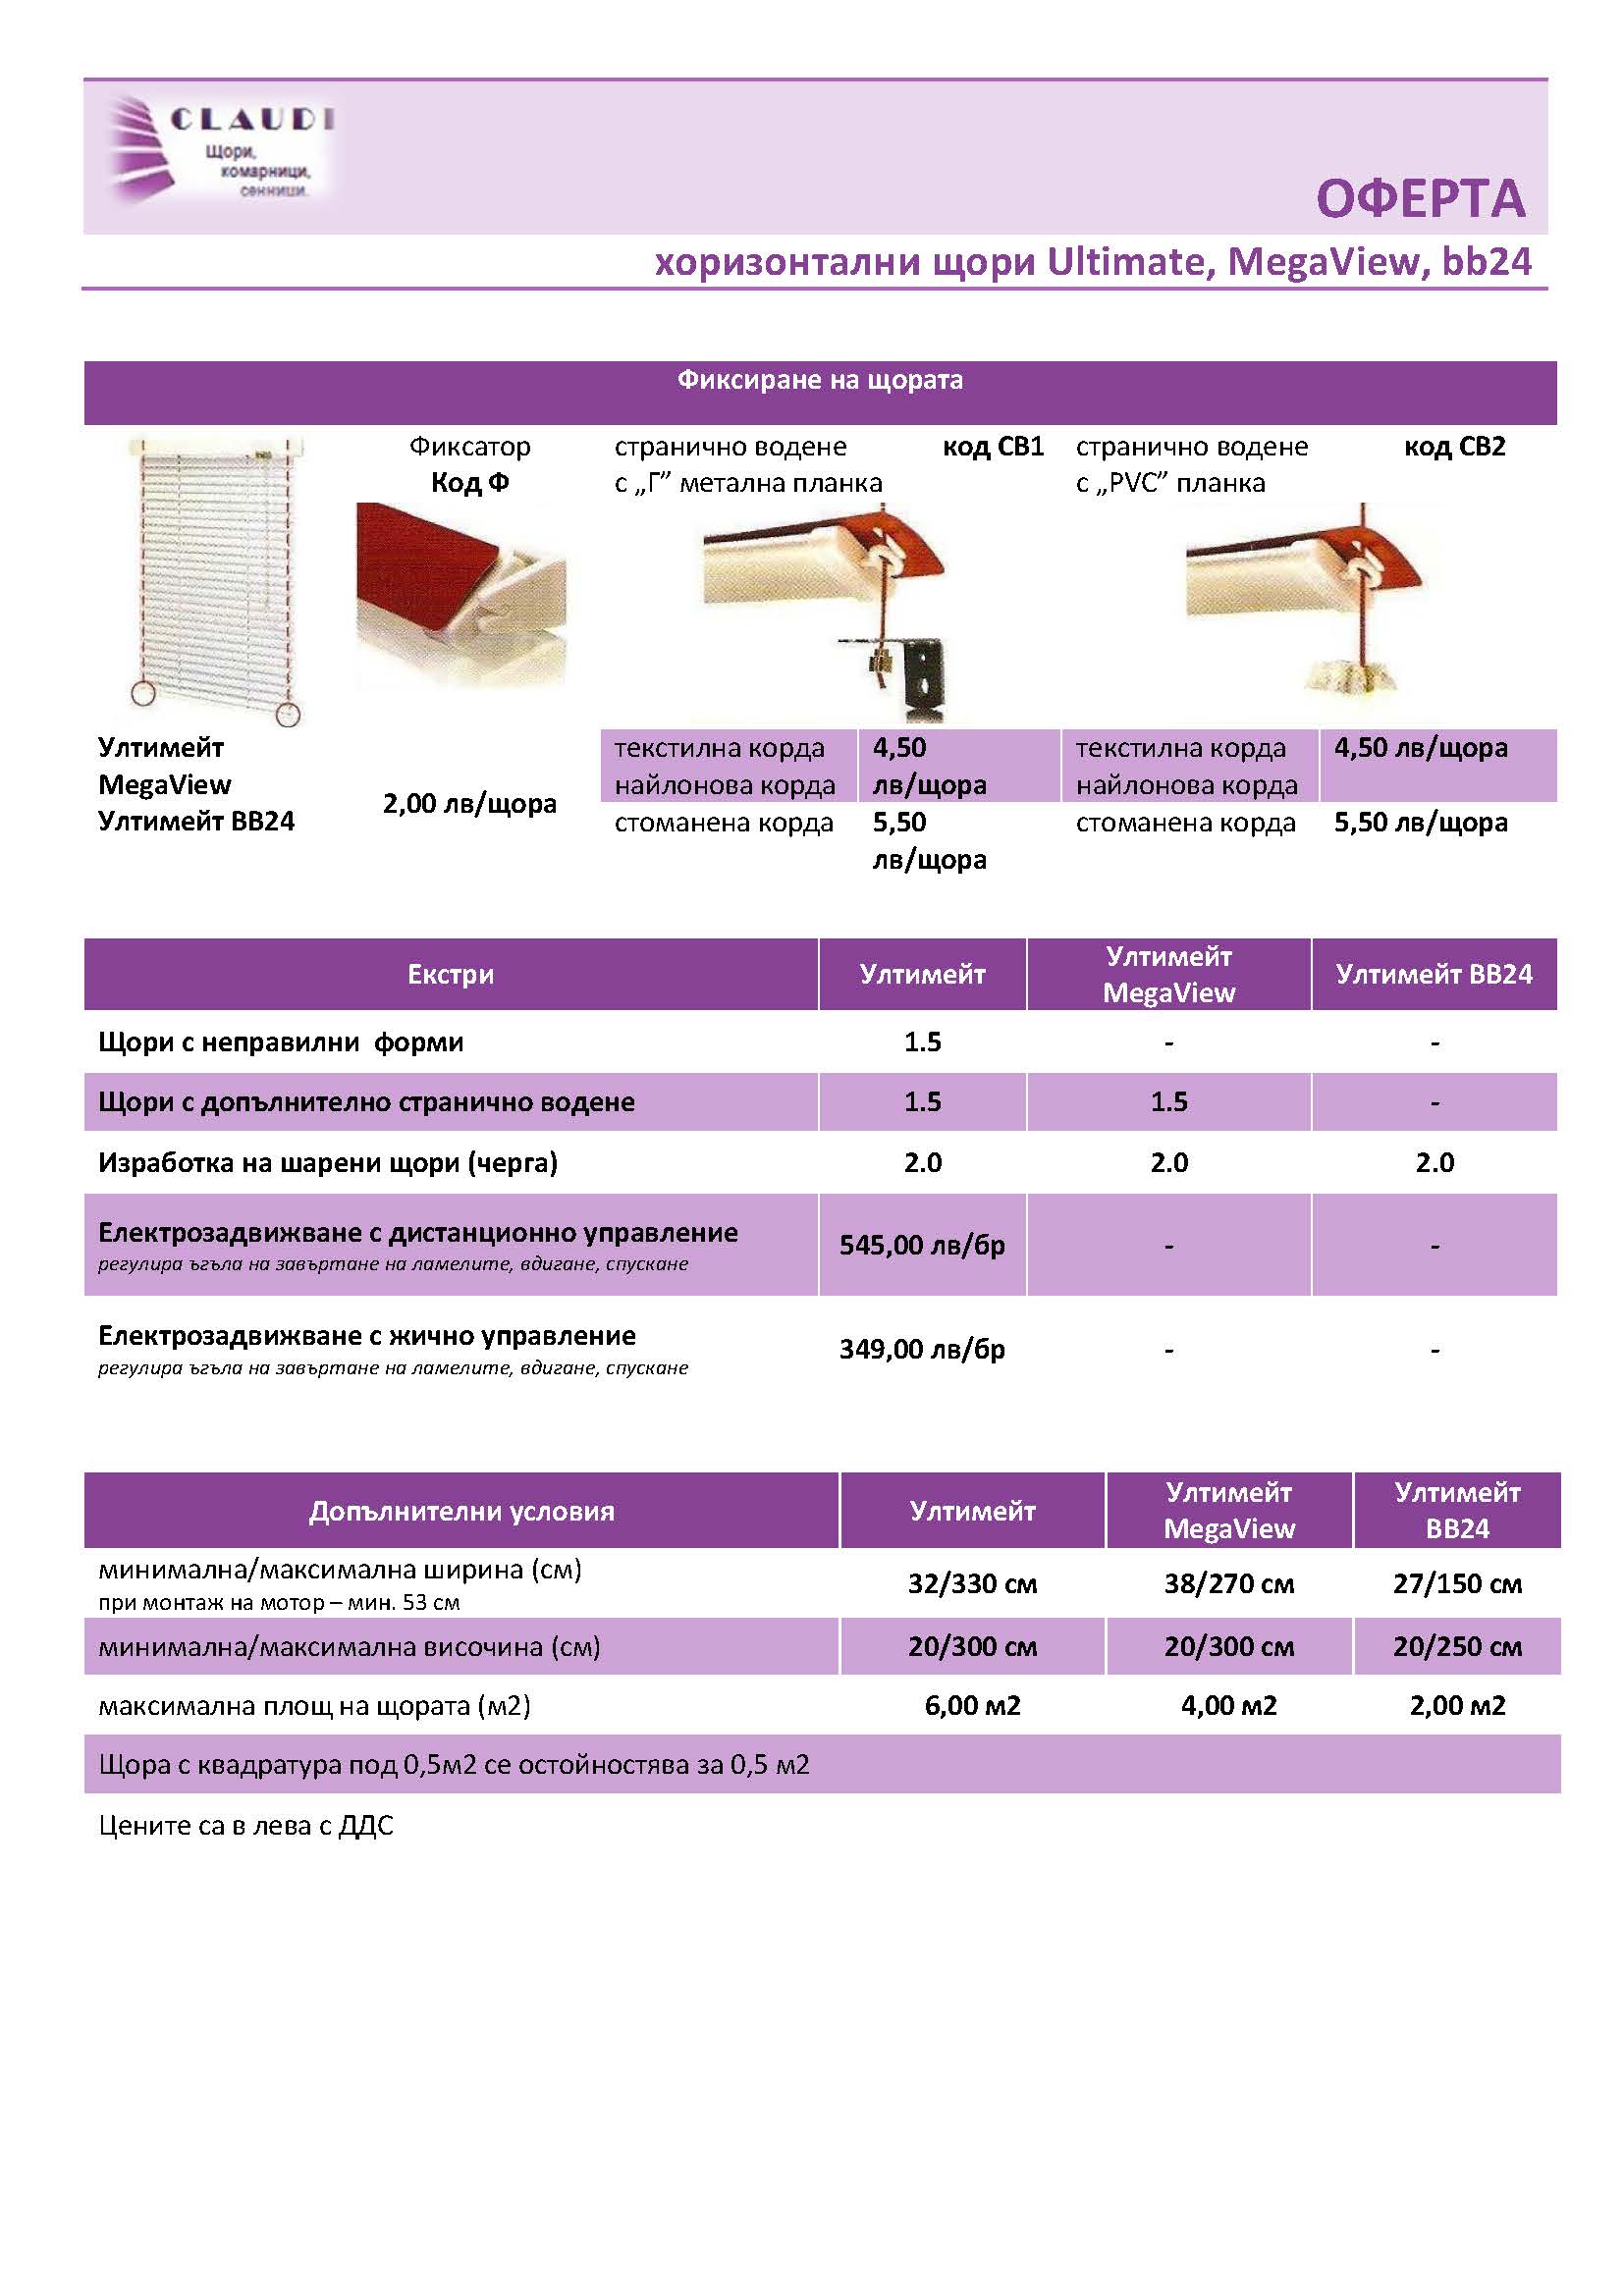 CLAUDI
Щори,
комарници,
сенници.
ОФЕРТА
хоризонтални щори Ultimate, MegaView, bb24
Фиксиране на щората
Фиксатор
Код Ф
странично водене код СВ1
с „Г” метална планка
странично водене код СВ2
с „PVC” планка
Ултимейт
MegaView
Ултимейт ВВ24
2,00 лв/щора
текстилна корда 4,50
найлонова корда лв/щора
стоманена корда 5,50
лв/щора
текстилна корда 4,50 лв/щора
найлонова корда
стоманена корда 5,50 лв/щора
Екстри Ултимейт Ултимейт MegaView Ултимейт ВВ24
Щори с неправилни форми 1.5 - -
Щори с допълнително странично водене 1.5 1.5 -
Изработка на шарени щори (черга) 2.0 2.0 2.0
Електрозадвижване с дистанционно управление 545,00 лв/бр - -
регулира ъгъла на завъртане на ламелите, вдигане, спускане
Електрозадвижване с жично управление 349,00 лв/бр - -
регулира ъгъла на завъртане на ламелите, вдигане, спускане
Допълнителни условия Ултимейт Ултимейт MegaView Ултимейт ВВ24
минимална/максимална ширина (см) 32/330 см 38/270 см 27/150 см
при монтаж на мотор – мин. 53 см
минимална/максимална височина (см) 20/300 см 20/300 см 20/250 см
максимална площ на щората (м2) 6,00 м2 4,00 м2 2,00 м2
Щора с квадратура под 0,5м2 се остойностява за 0,5 м2
Цените са в лева с ДДС